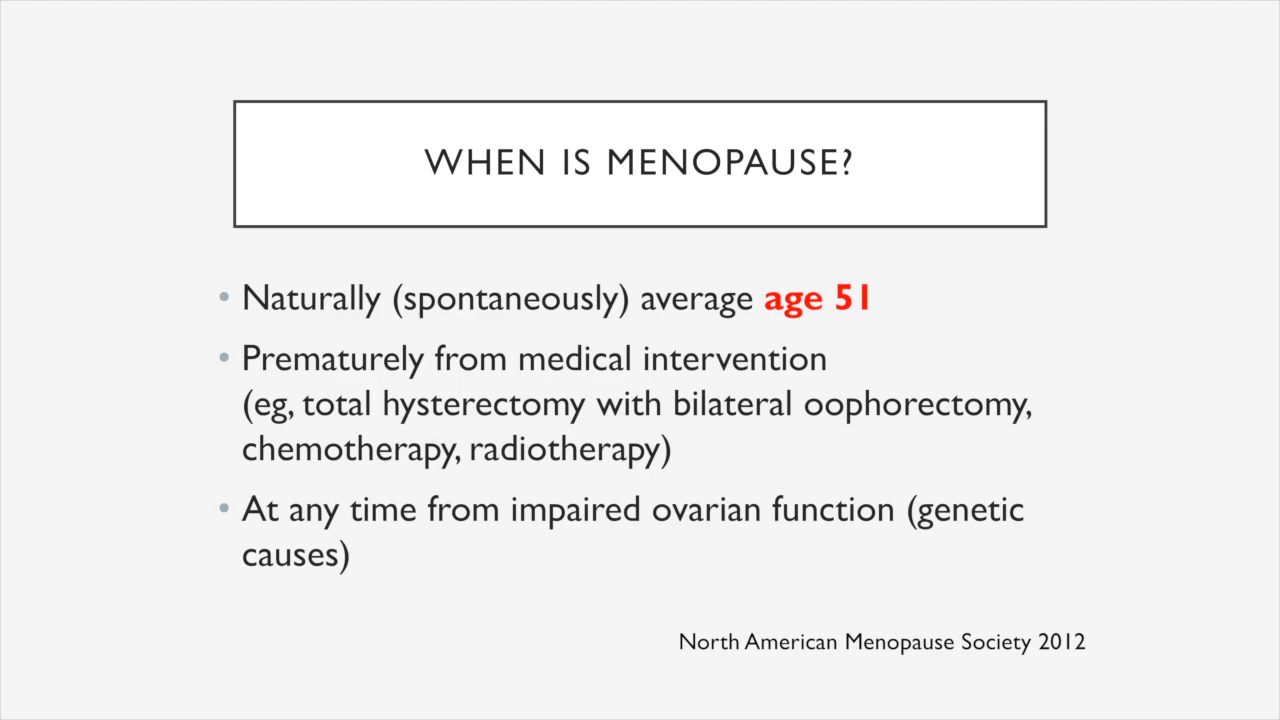 WHEN IS MENOPAUSE?
• Naturally (spontaneously) average age 51
• Prematurely from medical intervention
(eg, total hysterectomy with bilateral oophorectomy,
chemotherapy, radiotherapy)
• At any time from impaired ovarian function (genetic
causes)
North American Menopause Society 2012